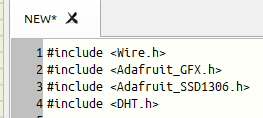 NEW*
1 #include <Wire.h>
2 #include <Adafruit_GFX.h>
3 #include <Adafruit_SSD1306.h>
4 #include <DHT.h>